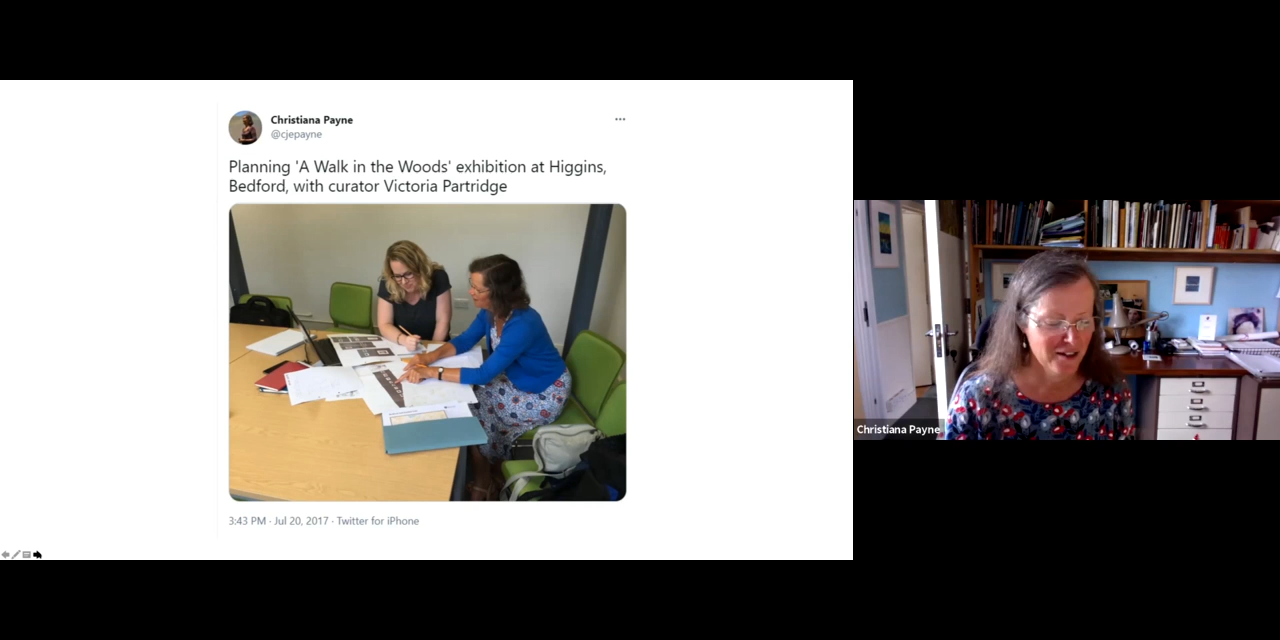 Christiana Payne
@cjepayne
Planning 'A Walk in the Woods' exhibition at Higgins,
Bedford, with curator Victoria Partridge
3:43 PM · Jul 20, 2017 · Twitter for iPhone
Christiana Payne